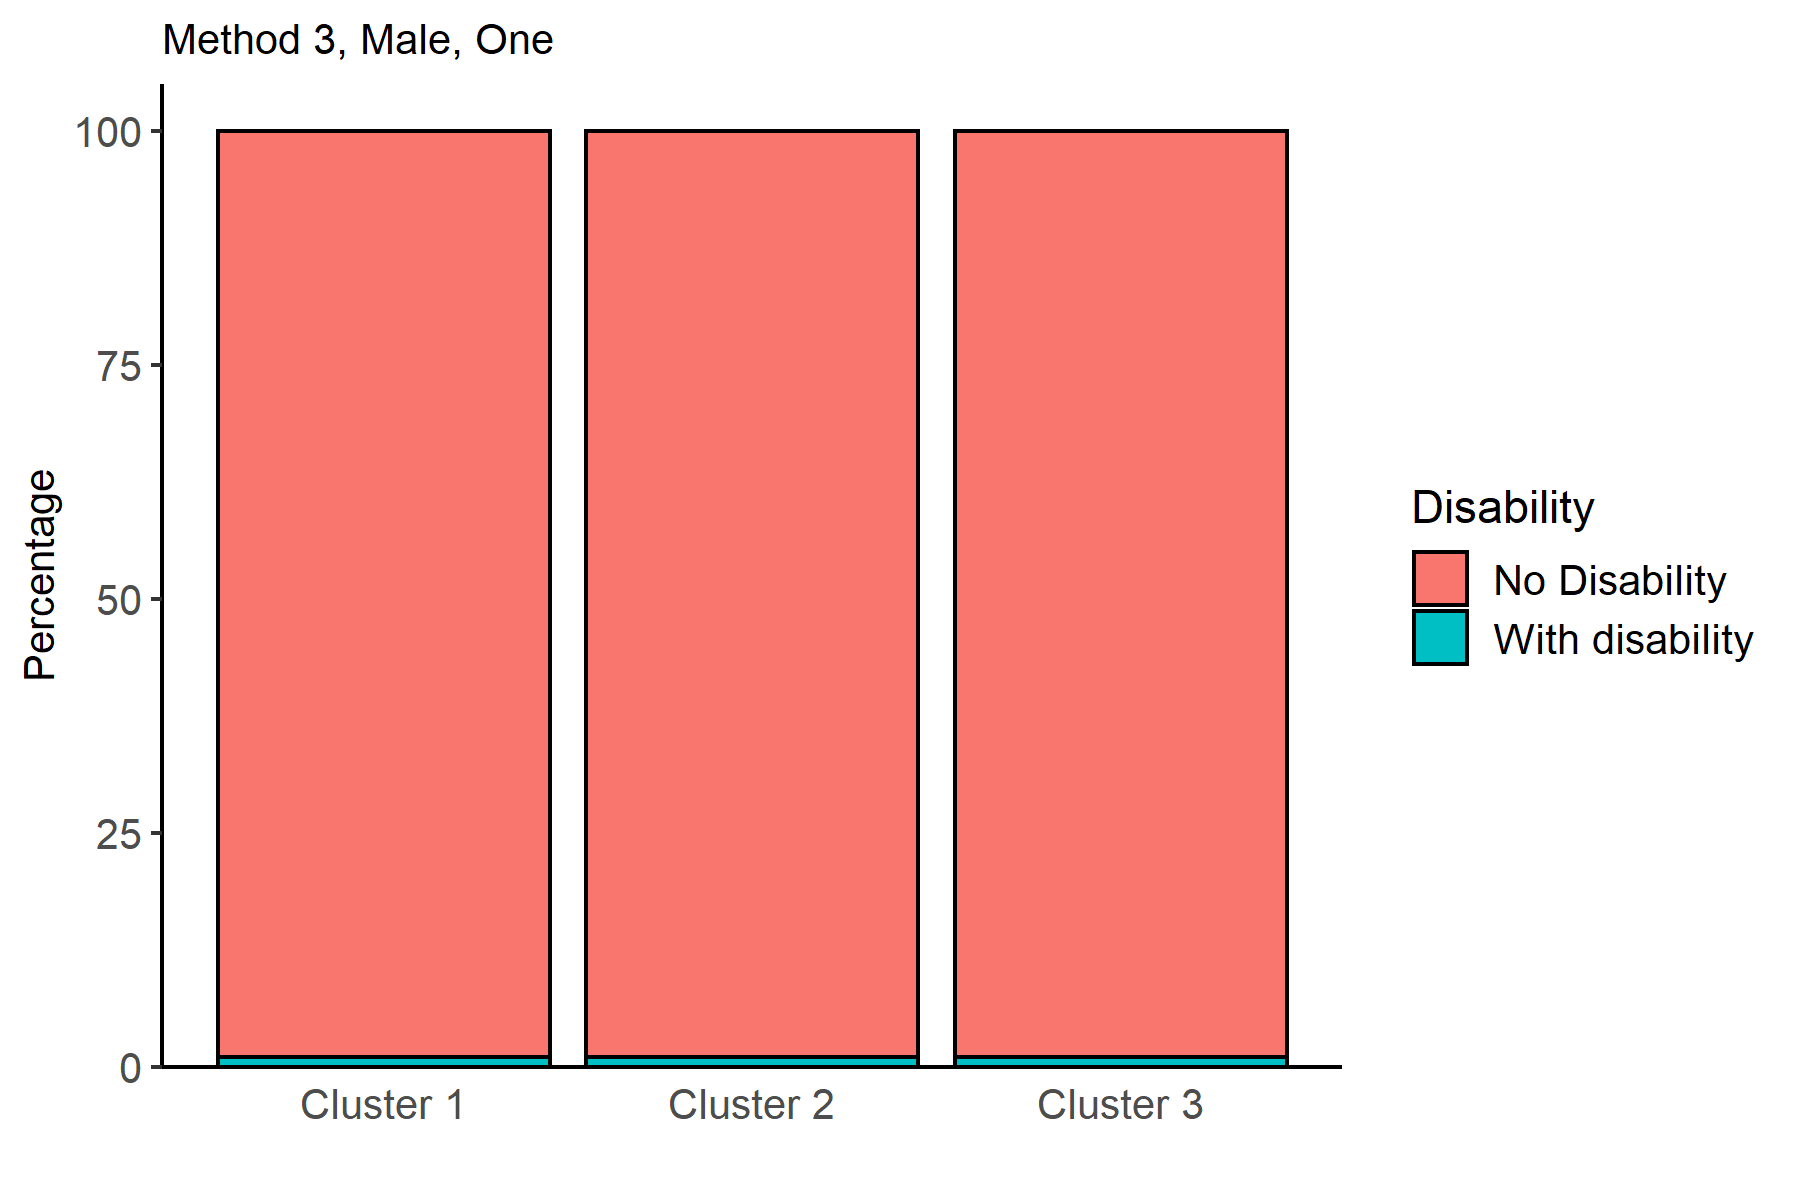 Method 3, Male, One
Percentage
100
75
50
25
0
Cluster 1
Cluster 2
Cluster 3
Disability
No Disability
With disability